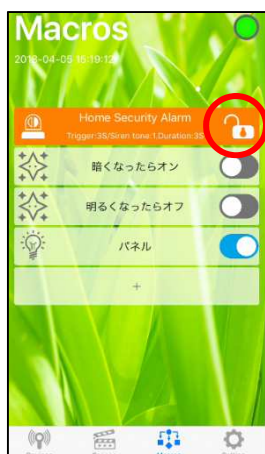 Macros
2018-04-05 15:19:12
Home Security Alarm
Trigger:3S/Siren tone:1,Duration:3S
暗くなったらオン
明るくなったらオフ
パネル
+